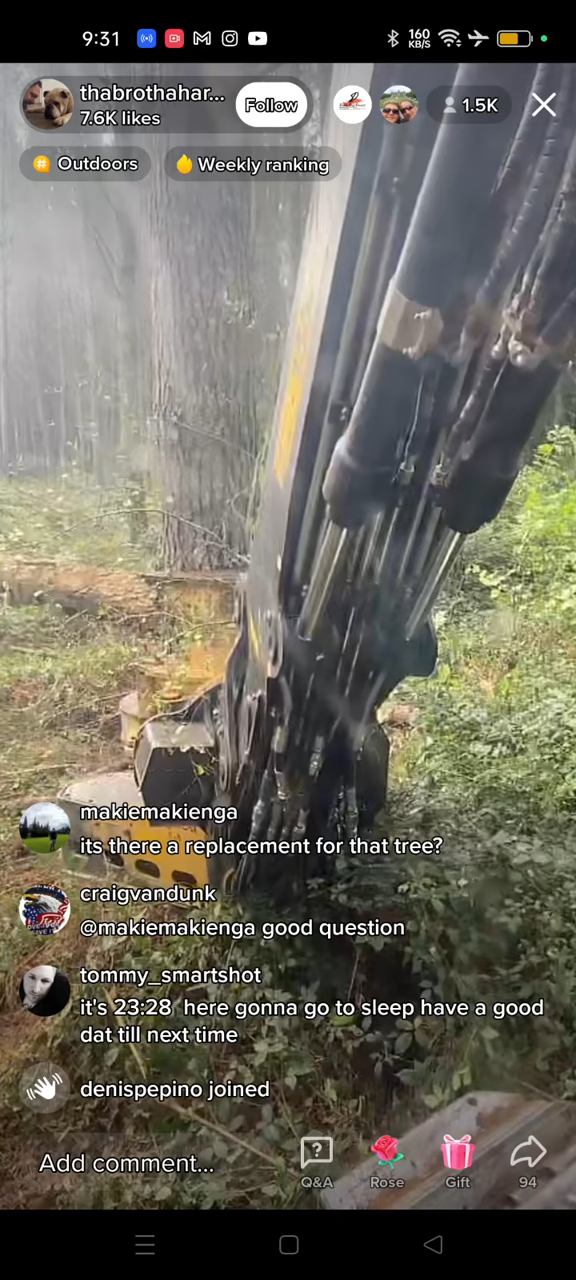 9:31
160
KB/S
thabrothahar...
7.6K likes
Follow
1.5K
Outdoors
Weekly ranking
makiemakienga
its there a replacement for that tree?
craigvandunk
@makiemakienga good question
tommy_smartshot
it's 23:28 here gonna go to sleep have a good
dat till next time
denispepino joined
Add comment...
Q&A
Rose
Gift
94